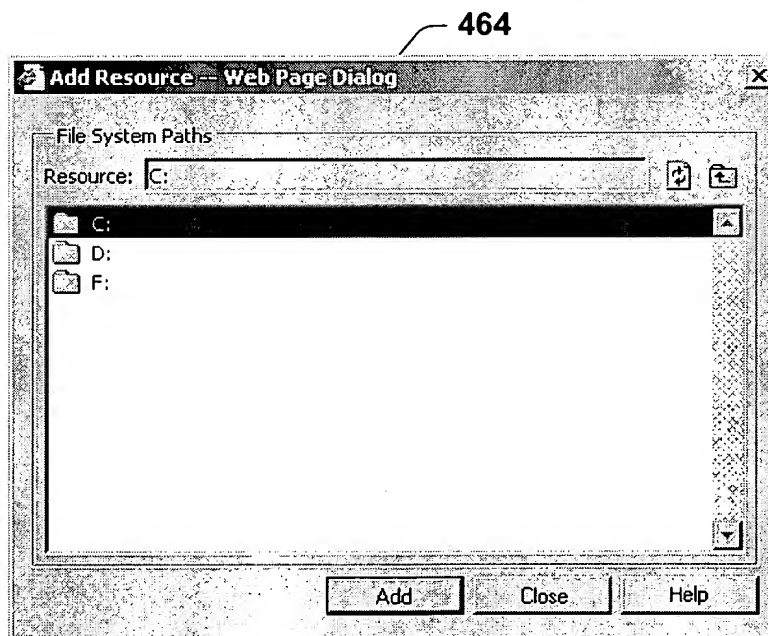 464
Add Resource -- Web Page Dialog
File System Paths
Resource: C:
C:
D:
F:
Add Close Help